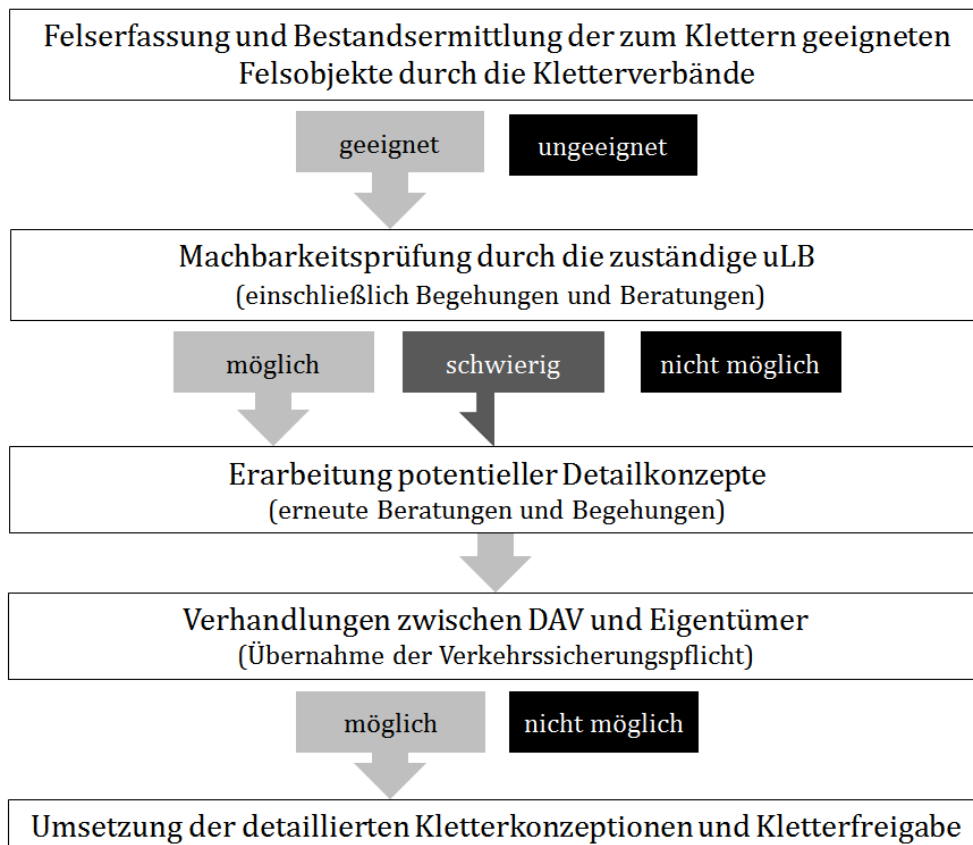 Felserfassung und Bestandsermittlung der zum Klettern geeigneten
Felsobjekte durch die Kletterverbände
geeignet
ungeeignet
Machbarkeitsprüfung durch die zuständige uLB
(einschließlich Begehungen und Beratungen)
möglich
schwierig
nicht möglich
Erarbeitung potentieller Detailkonzepte
(erneute Beratungen und Begehungen)
Verhandlungen zwischen DAV und Eigentümer
(Übernahme der Verkehrssicherungspflicht)
möglich
nicht möglich
Umsetzung der detaillierten Kletterkonzeptionen und Kletterfreigabe